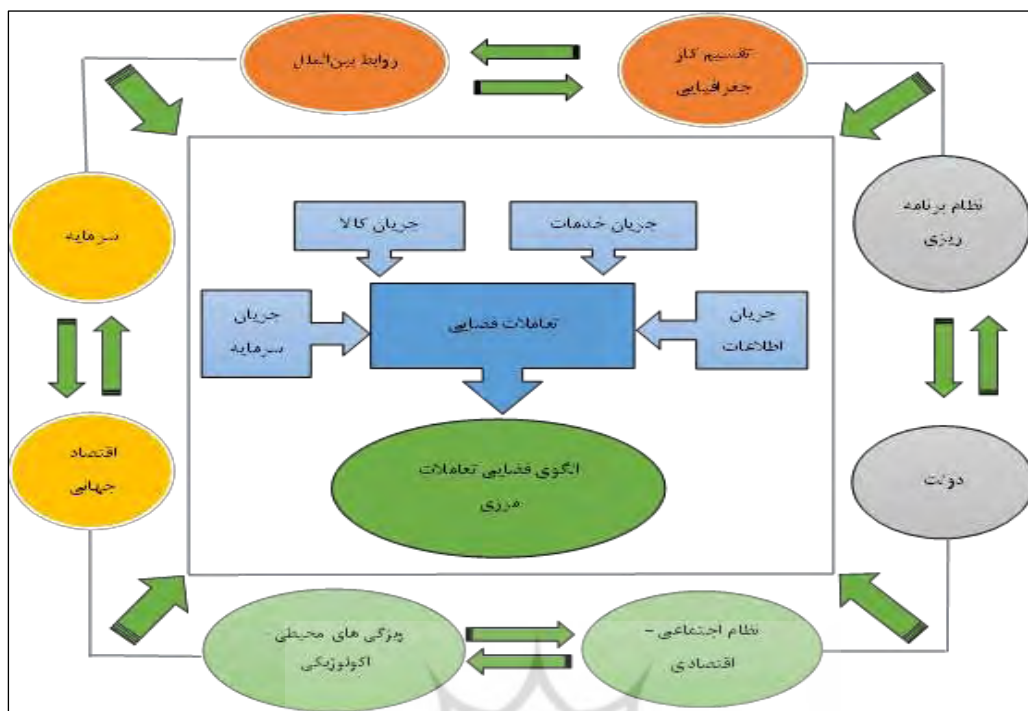 تقسیم کار
جغرافیایی
روابط بین‌الملل
نظام برنامه
ریزی
سرمایه
جریان خدمات
جریان کالا
جریان
اطلاعات
تعاملات فضایی
جریان
سرمایه
الگوی فضایی تعاملات
مرزی
دولت
اقتصاد
جهانی
نظام اجتماعی –
اقتصادی
ویژگی های محیطی -
اکولوژیکی